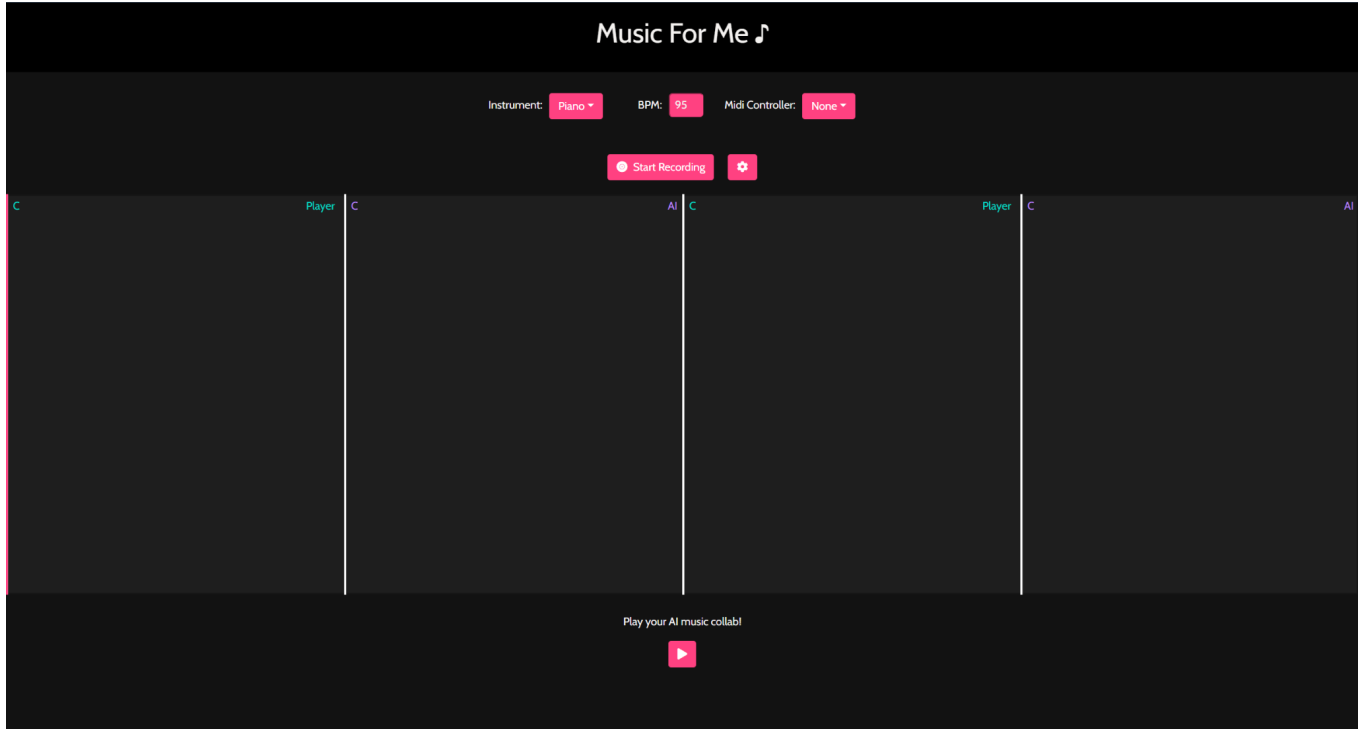 Music For Me ♪
Instrument: Piano BPM: 95 Midi Controller: None
Start Recording
C Player C AI C Player C AI
Play your AI music collab!